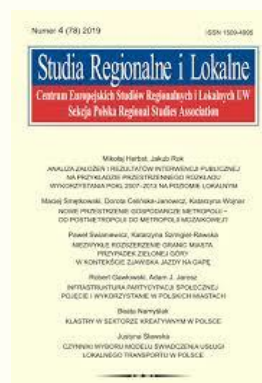 Numer 4 (78) 2019
ISSN 1509-4995
Studia Regionalne i Lokalne
Centrum Europejskich Studiów Regionalnych i Lokalnych UW
Sekcja Polska Regional Studies Association
Mikołaj Herbst, Jakub Rok
ANALIZA ZAŁOŻEŃ I REZULTATÓW INTERWENCJI PUBLICZNEJ
NA PRZYKŁADZIE PRZESTRZENNEGO ROZKŁADU
WYKORZYSTANIA POKL 2007–2013 NA POZIOMIE LOKALNYM
Maciej Smętkowski, Dorota Celińska-Janowicz, Katarzyna Wojnar
NOWE PRZESTRZENIE GOSPODARCZE METROPOLII –
OD POSTMETROPOLII DO METROPOLII MOZAIKOWEJ?
Paweł Swianiewicz, Katarzyna Szmigiel-Rawska
NIEZWYKŁE ROZSZERZENIE GRANIC MIASTA.
PRZYPADEK ZIELONEJ GÓRY
W KONTEKŚCIE ZJAWISKA JAZDY NA GAPĘ
Robert Gawłowski, Adam J. Jarosz
INFRASTRUKTURA PARTYCYPACJI SPOŁECZNEJ
POJĘCIE I WYKORZYSTANIE W POLSKICH MIASTACH
Beata Namyślak
KLASTRY W SEKTORZE KREATYWNYM W POLSCE
Justyna Ślawska
CZYNNIKI WYBORU MODELU ŚWIADCZENIA USŁUGI
LOKALNEGO TRANSPORTU W POLSCE